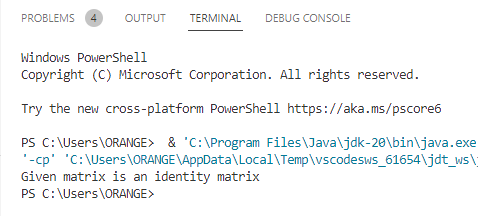 PROBLEMS 4 OUTPUT TERMINAL DEBUG CONSOLE
Windows PowerShell
Copyright (C) Microsoft Corporation. All rights reserved.
Try the new cross-platform PowerShell https://aka.ms/pscore6
PS C:\Users\ORANGE>  & 'C:\Program Files\Java\jdk-20\bin\java.exe
'-cp' 'C:\Users\ORANGE\AppData\Local\Temp\vscodesws_61654\jdt_ws\
Given matrix is an identity matrix
PS C:\Users\ORANGE>